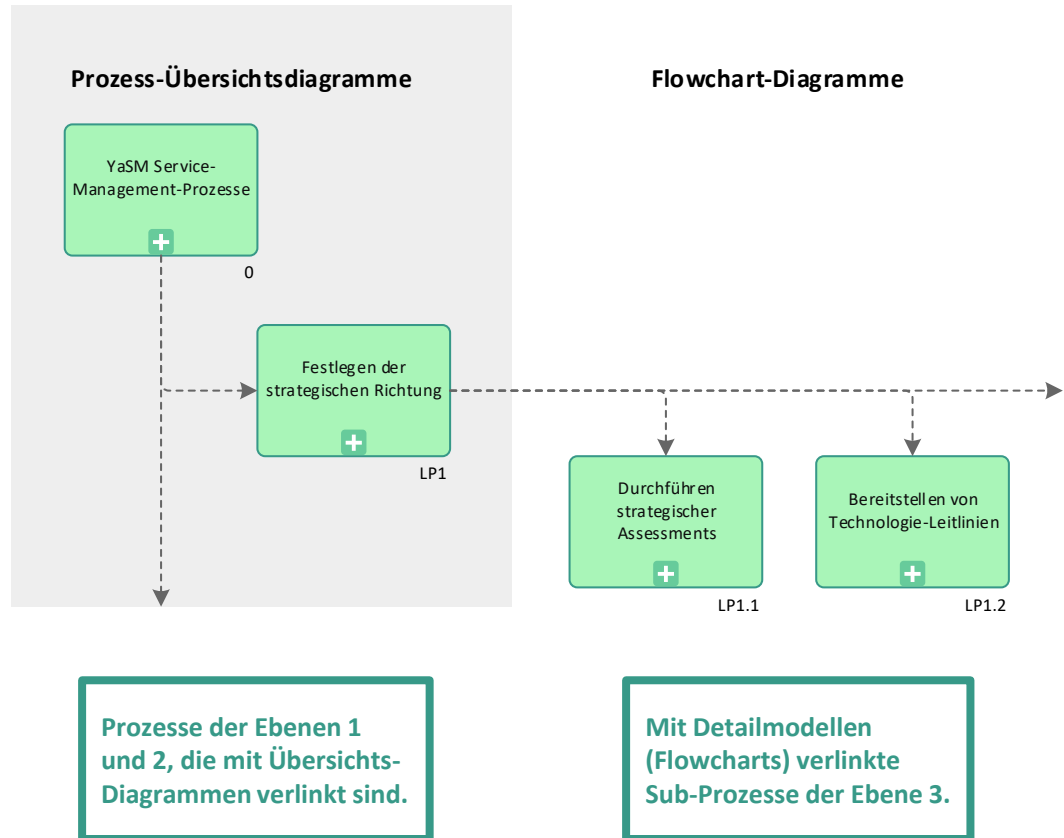 Prozess-Übersichtsdiagramme
Flowchart-Diagramme
YaSM Service-
Management-Prozesse
0
Festlegen der
strategischen Richtung
LP1
Durchführen
strategischer
Assessments
LP1.1
Bereitstellen von
Technologie-Leitlinien
LP1.2
Prozesse der Ebenen 1
und 2, die mit Übersichts-
Diagrammen verlinkt sind.
Mit Detailmodellen
(Flowcharts) verlinkte
Sub-Prozesse der Ebene 3.